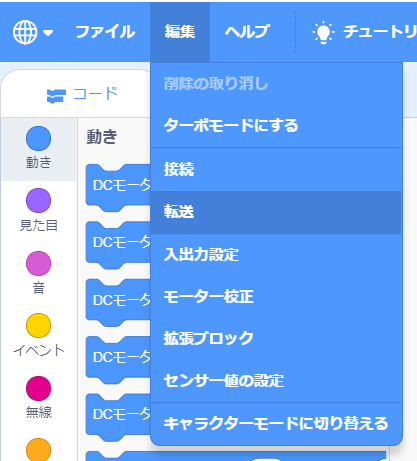 ファイル 編集 ヘルプ チュートリ
コード
削除の取り消し
ターボモードにする
接続
転送
入出力設定
モーター校正
拡張ブロック
センサー値の設定
キャラクターモードに切り替える
動き
見た目
音
イベント
無線
動き
DCモータ
DCモータ
DCモータ
DCモータ
DCモータ